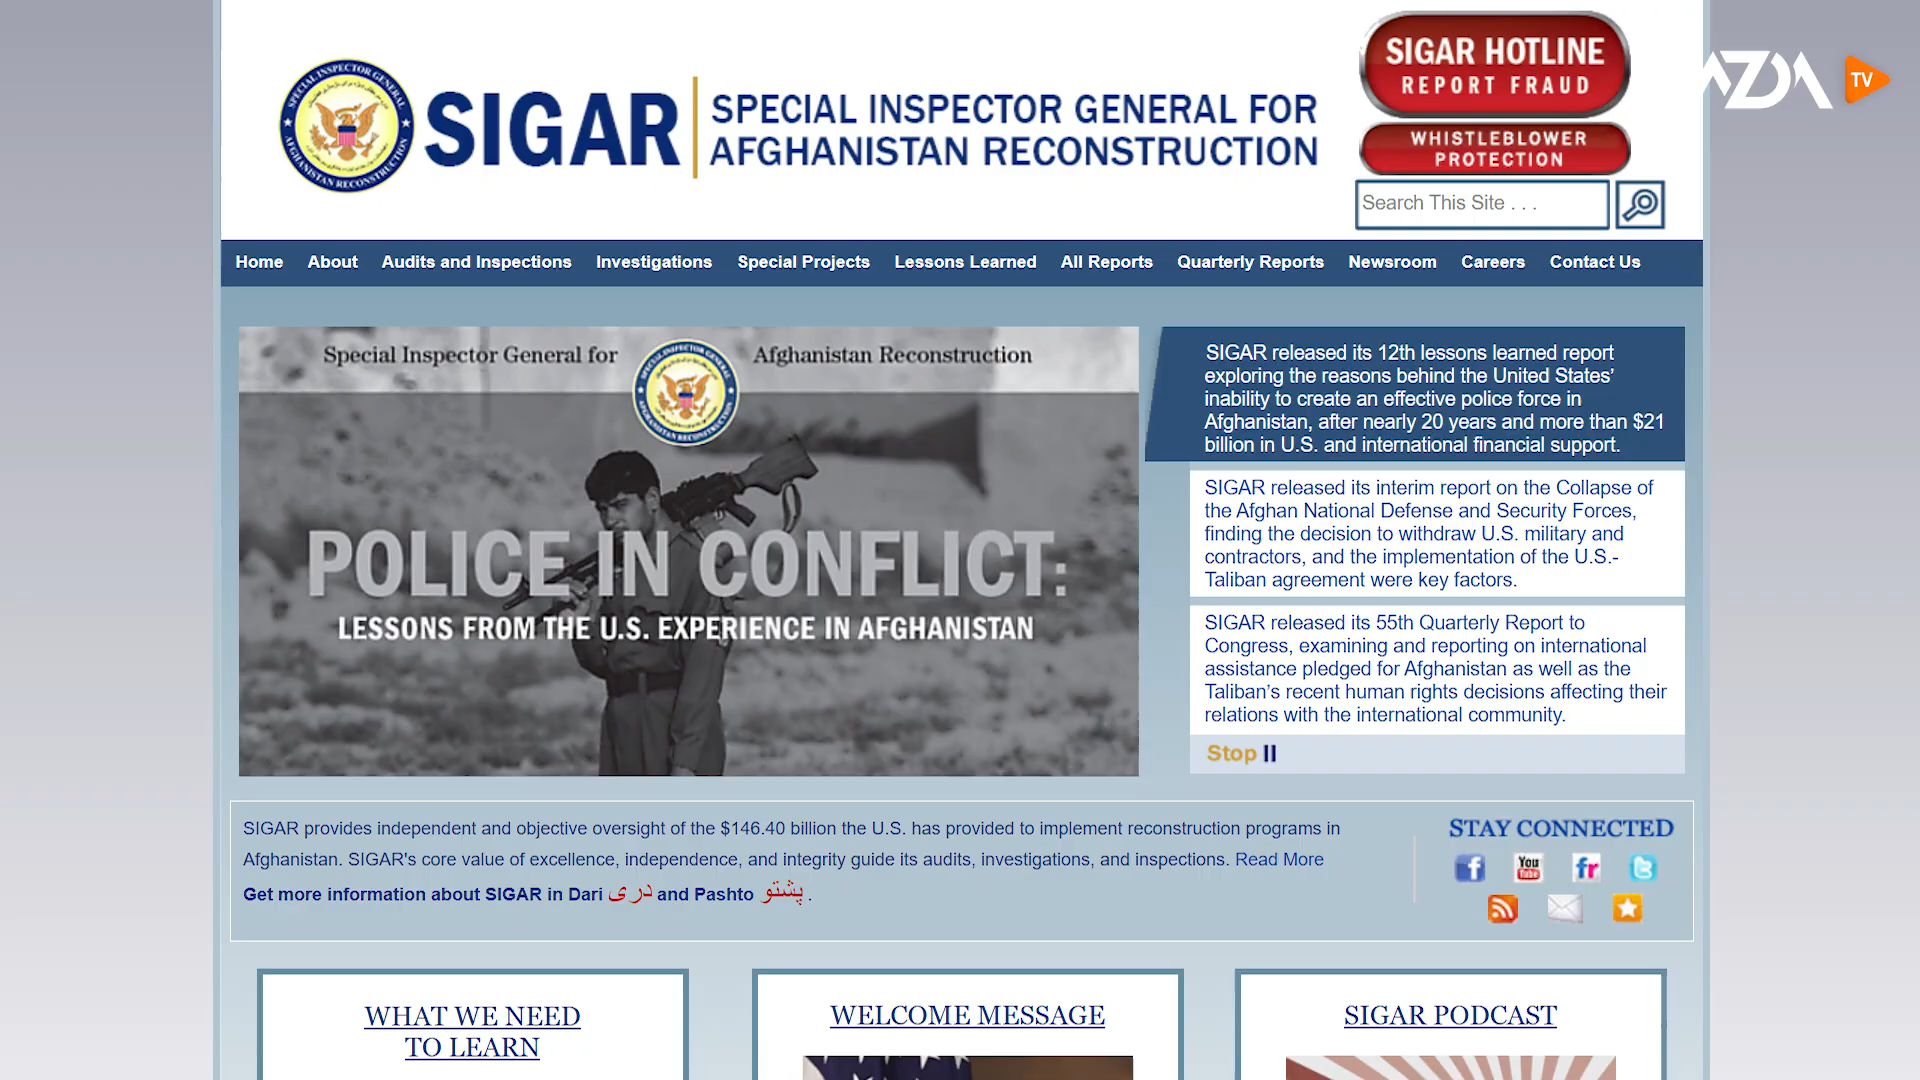 SIGAR
SPECIAL INSPECTOR GENERAL FOR
AFGHANISTAN RECONSTRUCTION
SPECIAL INSPECTOR GENERAL
AFGHANISTAN RECONSTRUCTION
SIGAR HOTLINE
REPORT FRAUD
WHISTLEBLOWER
PROTECTION
Search This Site . . .
AZDA TV
Home About Audits and Inspections Investigations Special Projects Lessons Learned All Reports Quarterly Reports Newsroom Careers Contact Us
Special Inspector General for Afghanistan Reconstruction
POLICE IN CONFLICT:
LESSONS FROM THE U.S. EXPERIENCE IN AFGHANISTAN
SIGAR released its 12th lessons learned report
exploring the reasons behind the United States’
inability to create an effective police force in
Afghanistan, after nearly 20 years and more than $21
billion in U.S. and international financial support.
SIGAR released its interim report on the Collapse of
the Afghan National Defense and Security Forces,
finding the decision to withdraw U.S. military and
contractors, and the implementation of the U.S.-
Taliban agreement were key factors.
SIGAR released its 55th Quarterly Report to
Congress, examining and reporting on international
assistance pledged for Afghanistan as well as the
Taliban’s recent human rights decisions affecting their
relations with the international community.
Stop
SIGAR provides independent and objective oversight of the $146.40 billion the U.S. has provided to implement reconstruction programs in
Afghanistan. SIGAR's core value of excellence, independence, and integrity guide its audits, investigations, and inspections. Read More
Get more information about SIGAR in Dari دری and Pashto پشتو .
STAY CONNECTED
You
Tube
WHAT WE NEED
TO LEARN
WELCOME MESSAGE
SIGAR PODCAST